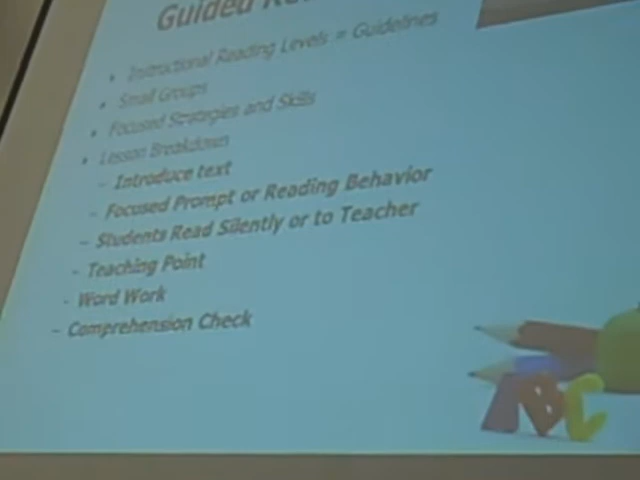 Guided
• Instructional Reading Levels = Guidelines
• Small Groups
• Focused Strategies and Skills
• Lesson Breakdown
– Introduce text
– Focused Prompt or Reading Behavior
– Students Read Silently or to Teacher
– Teaching Point
– Word Work
– Comprehension Check
ABC